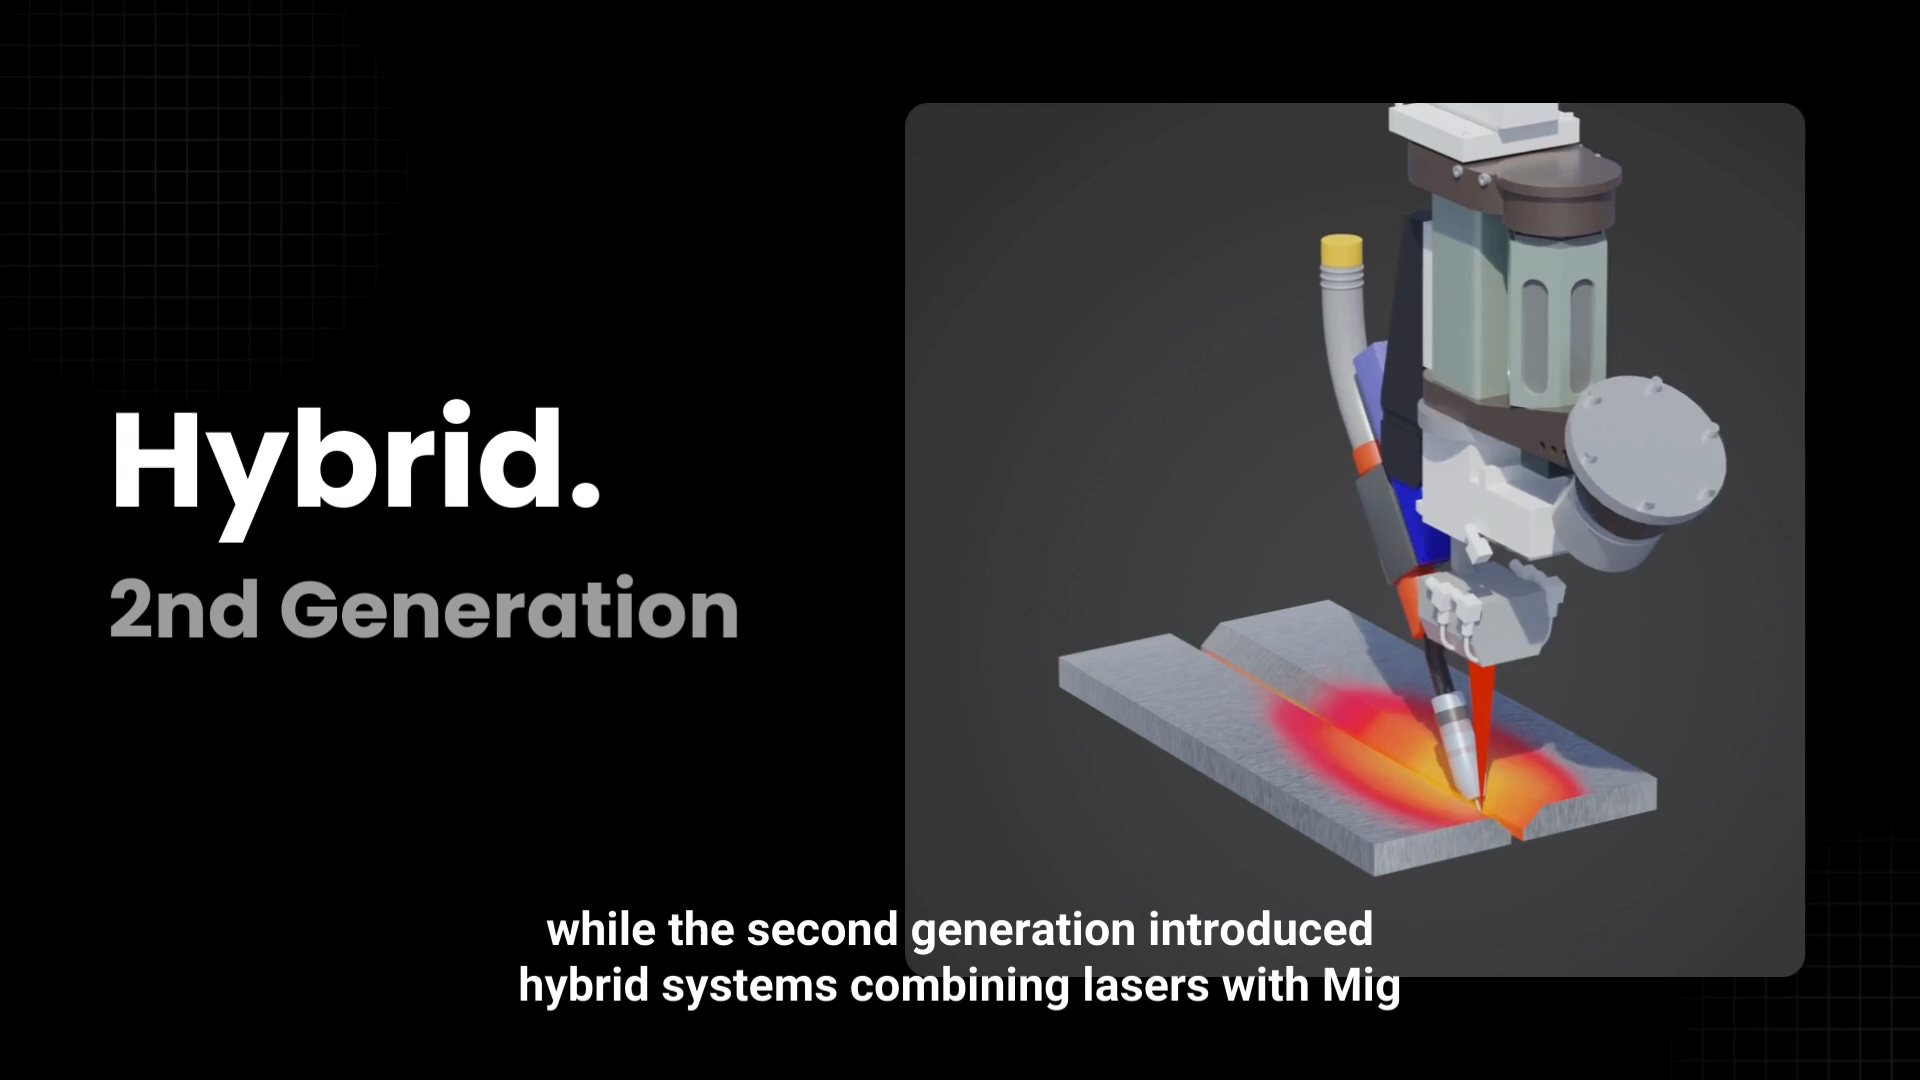 Hybrid.
2nd Generation
while the second generation introduced
hybrid systems combining lasers with Mig